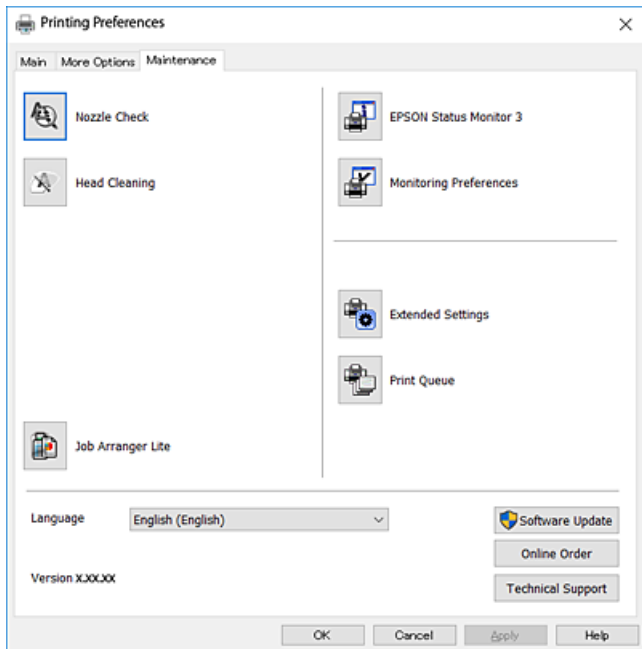 Printing Preferences
Main More Options Maintenance
Nozzle Check
EPSON Status Monitor 3
Head Cleaning
Monitoring Preferences
Extended Settings
Print Queue
Job Arranger Lite
Language English (English)
Software Update
Online Order
Version X.XX.XX
Technical Support
OK Cancel Apply Help